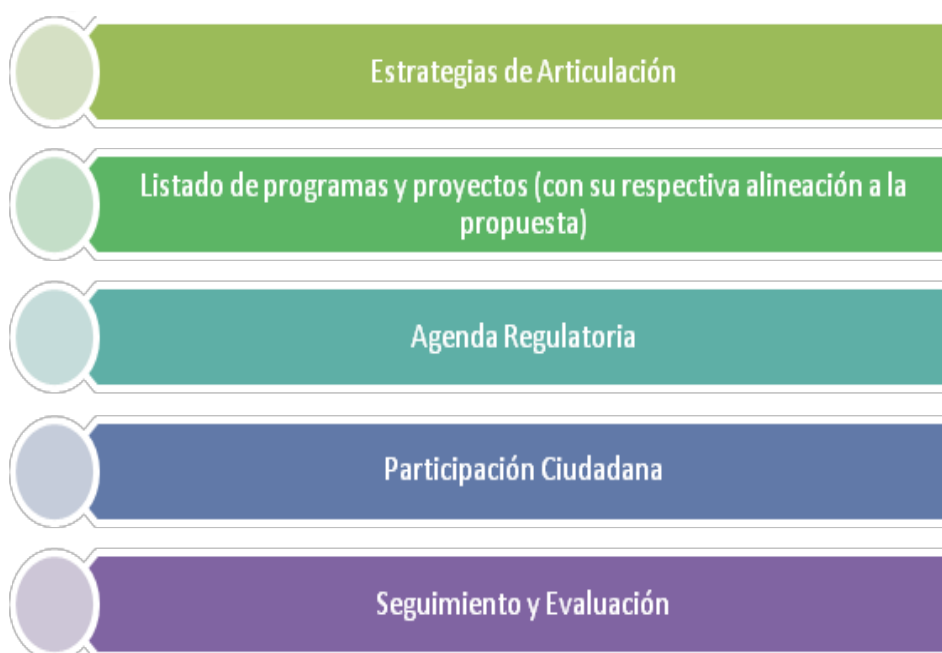 Estrategias de Articulación
Listado de programas y proyectos (con su respectiva alineación a la
propuesta)
Agenda Regulatoria
Participación Ciudadana
Seguimiento y Evaluación